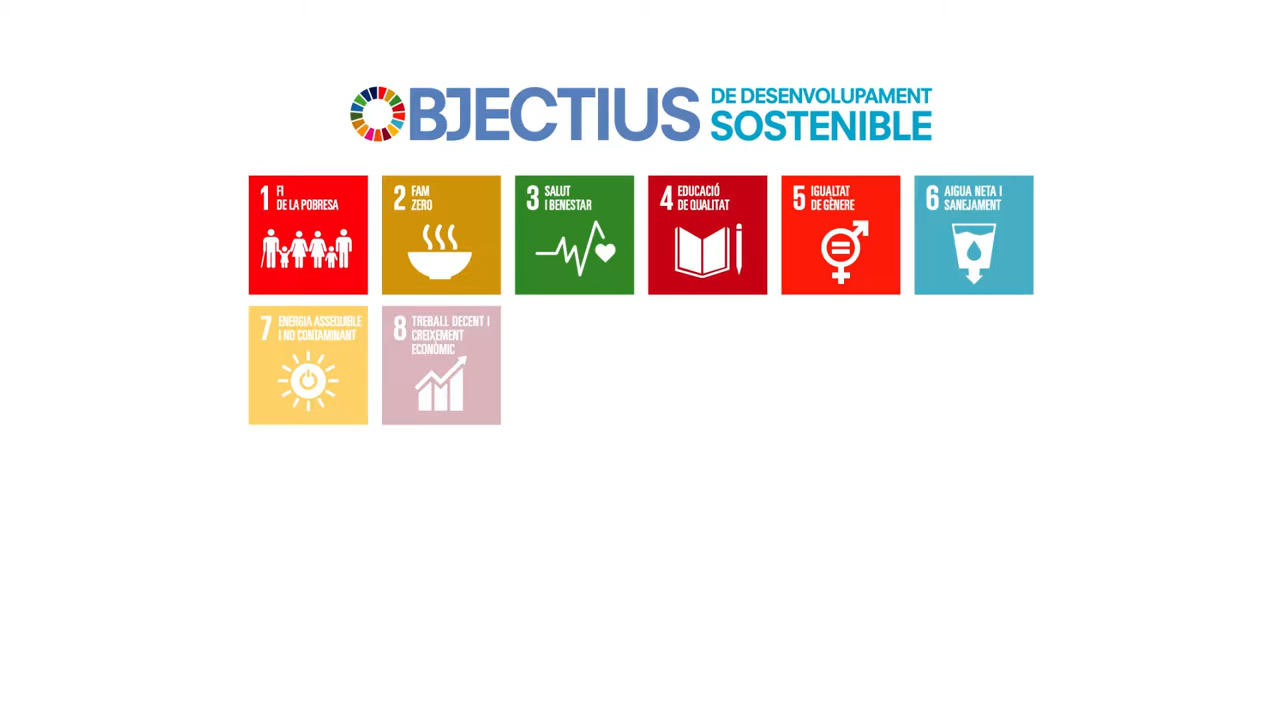 OBJECTIUS
DE DESENVOLUPAMENT
SOSTENIBLE
1 FI
DE LA POBRESA
2 FAM
ZERO
3 SALUT
I BENESTAR
4 EDUCACIÓ
DE QUALITAT
5 IGUALTAT
DE GÈNERE
6 AIGUA NETA I
SANEJAMENT
7 ENERGIA ASSEQUIBLE
I NO CONTAMINANT
8 TREBALL DECENT I
CREIXEMENT
ECONÒMIC